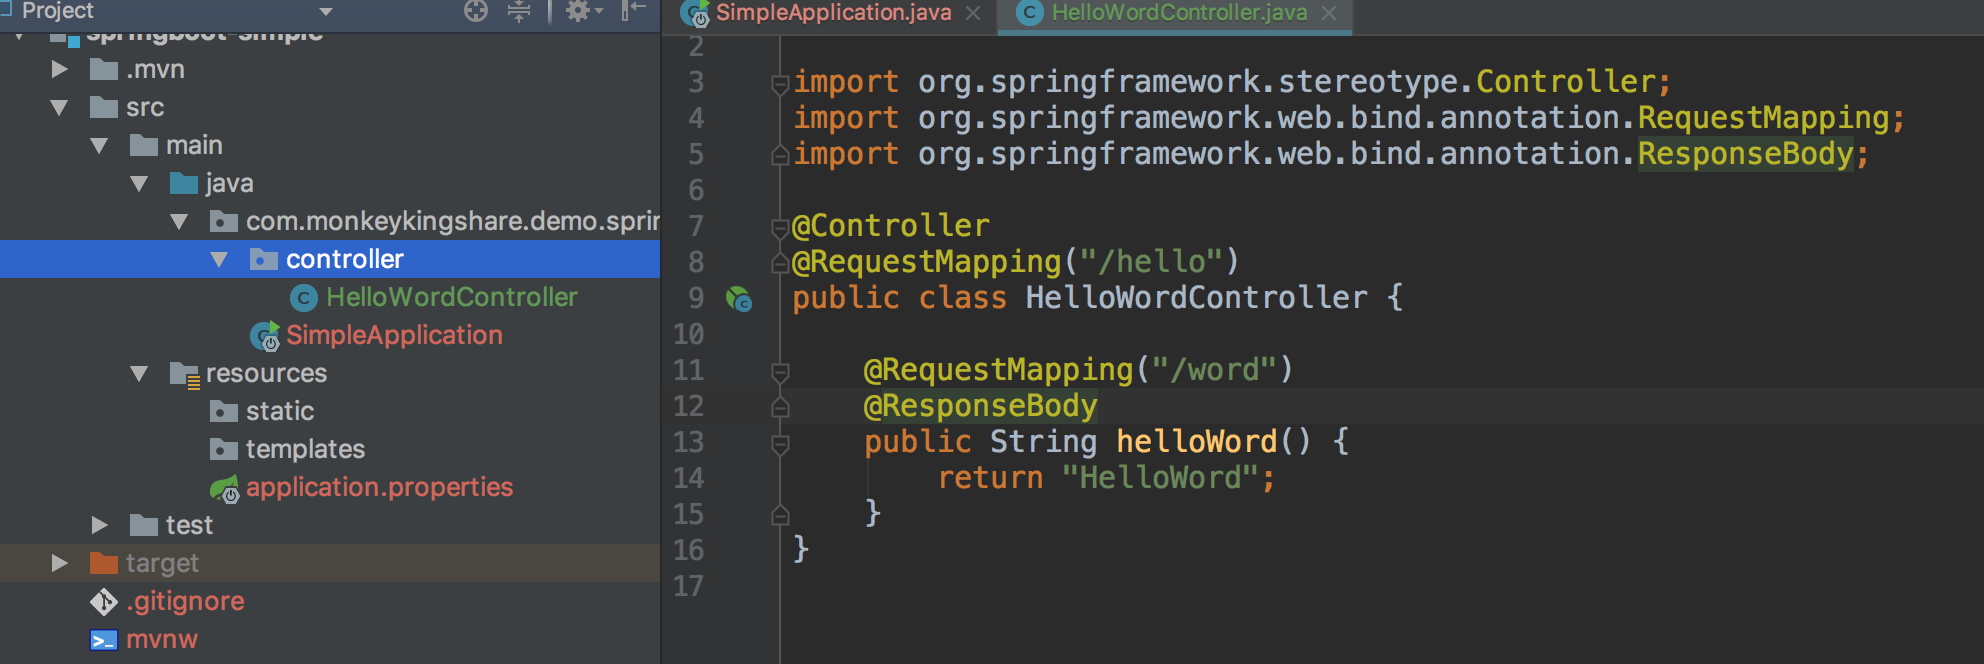 Project
springboot-simple
.mvn
src
main
java
com.monkeykingshare.demo.sprin
controller
HelloWordController
SimpleApplication
resources
static
templates
application.properties
test
target
.gitignore
mvnw
SimpleApplication.java
HelloWordController.java
2
3 import org.springframework.stereotype.Controller;
4 import org.springframework.web.bind.annotation.RequestMapping;
5 import org.springframework.web.bind.annotation.ResponseBody;
6
7 @Controller
8 @RequestMapping("/hello")
9 public class HelloWordController {
10
11 @RequestMapping("/word")
12 @ResponseBody
13 public String helloWord() {
14 return "HelloWord";
15 }
16 }
17